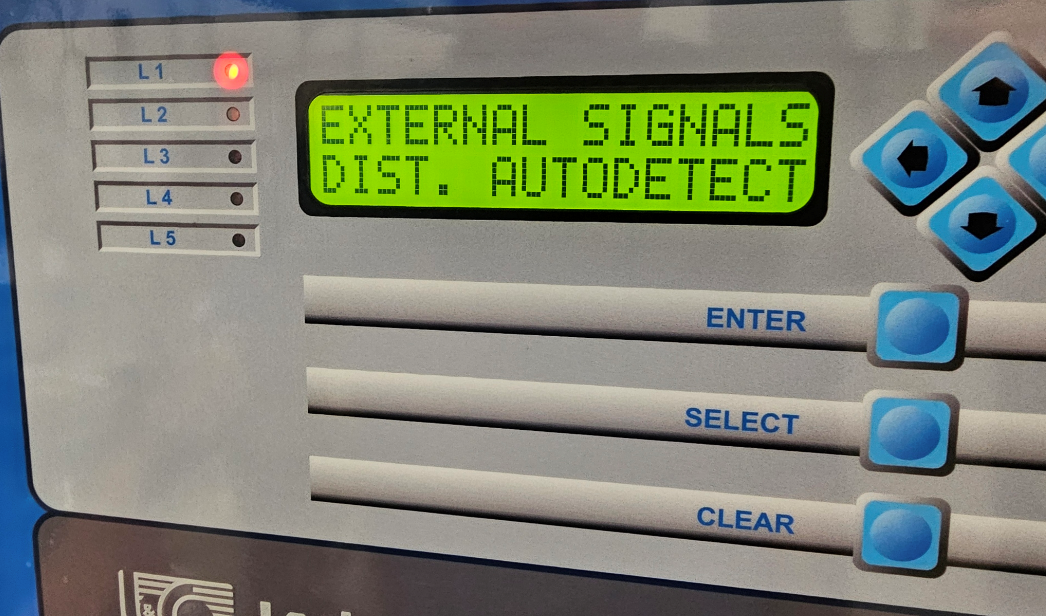 L1
L2
L3
L4
L5
EXTERNAL SIGNALS
DIST. AUTODETECT
ENTER
SELECT
CLEAR